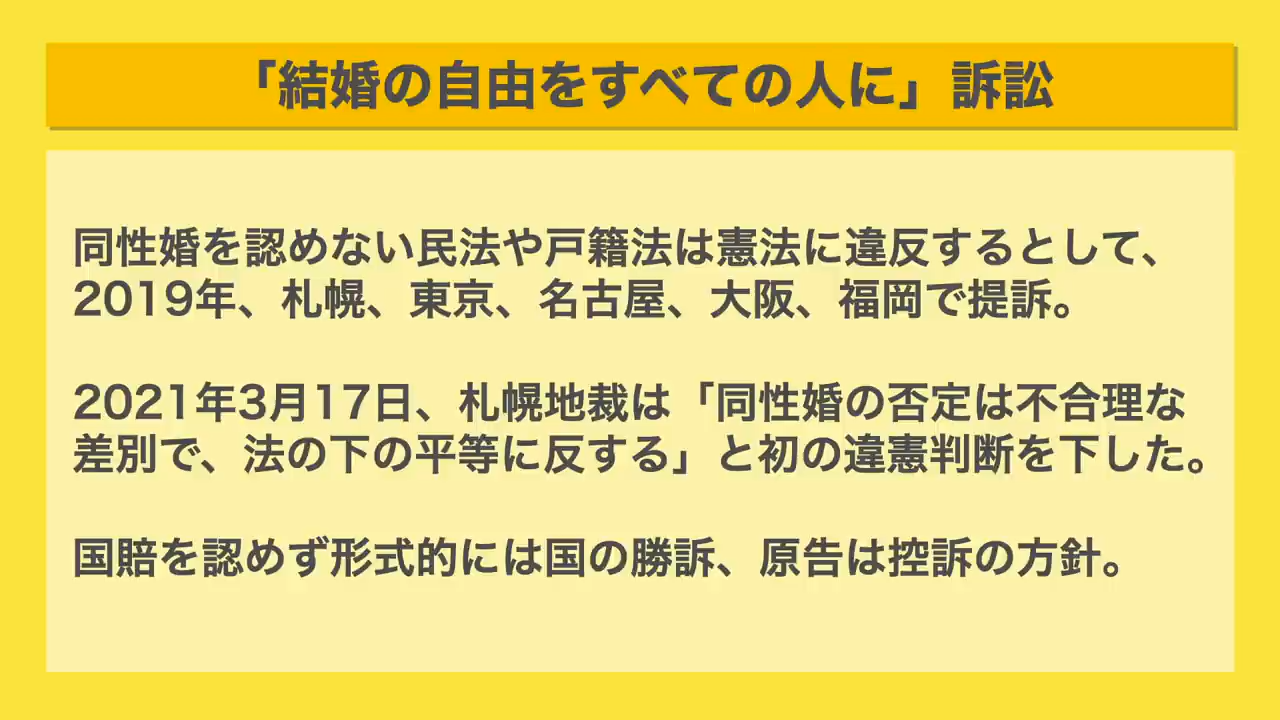 「結婚の自由をすべての人に」訴訟
同性婚を認めない民法や戸籍法は憲法に違反するとして、
2019年、札幌、東京、名古屋、大阪、福岡で提訴。
2021年3月17日、札幌地裁は「同性婚の否定は不合理な
差別で、法の下の平等に反する」と初の違憲判断を下した。
国賠を認めず形式的には国の勝訴、原告は控訴の方針。